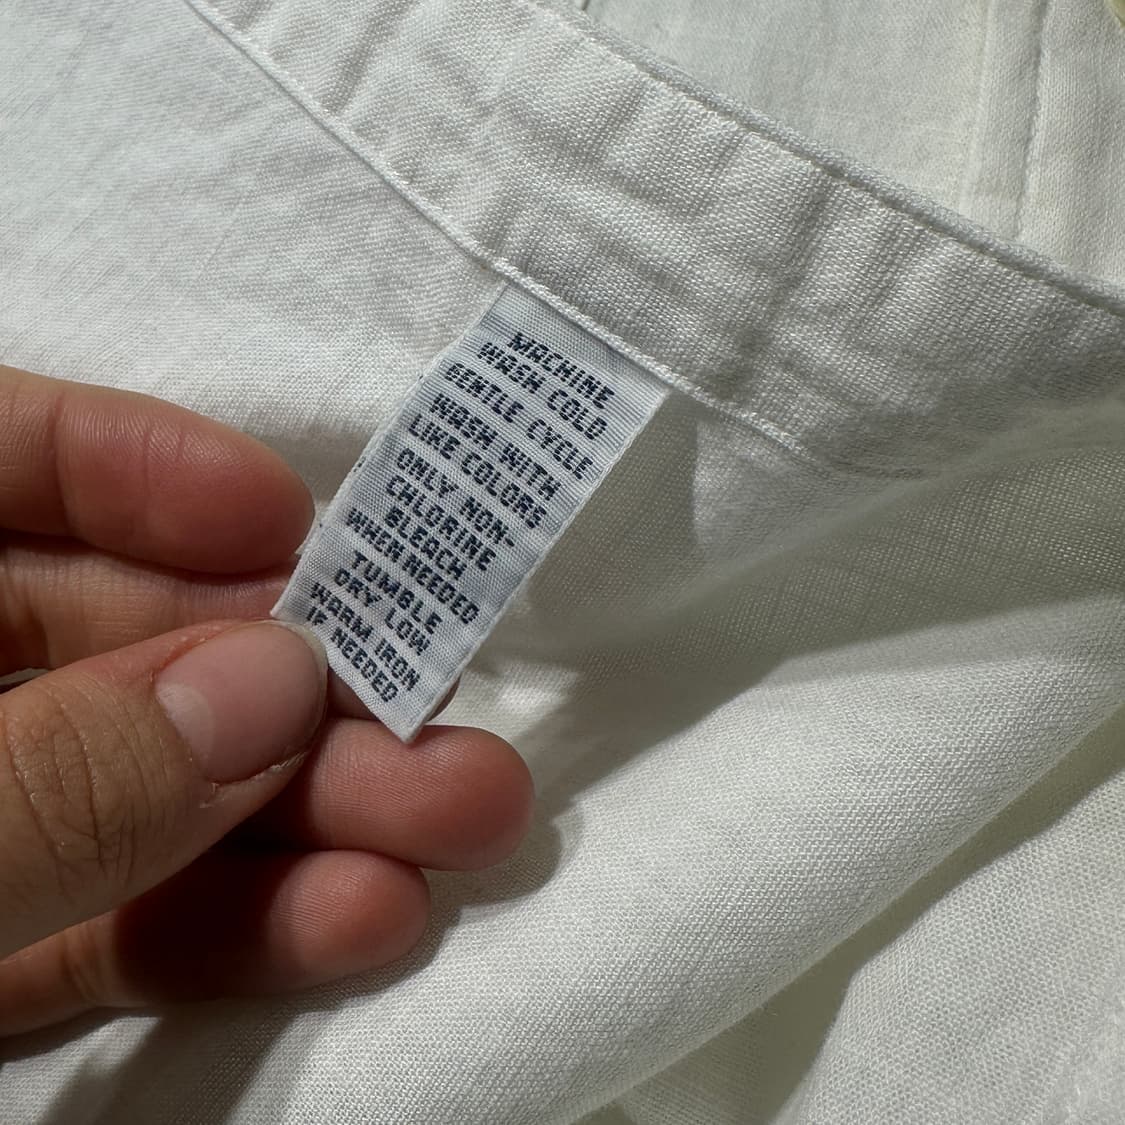 MACHINE
WASH COLD
GENTLE CYCLE
WASH WITH
LIKE COLORS
ONLY NON-
CHLORINE
BLEACH
WHEN NEEDED
TUMBLE
DRY LOW
WARM IRON
IF NEEDED